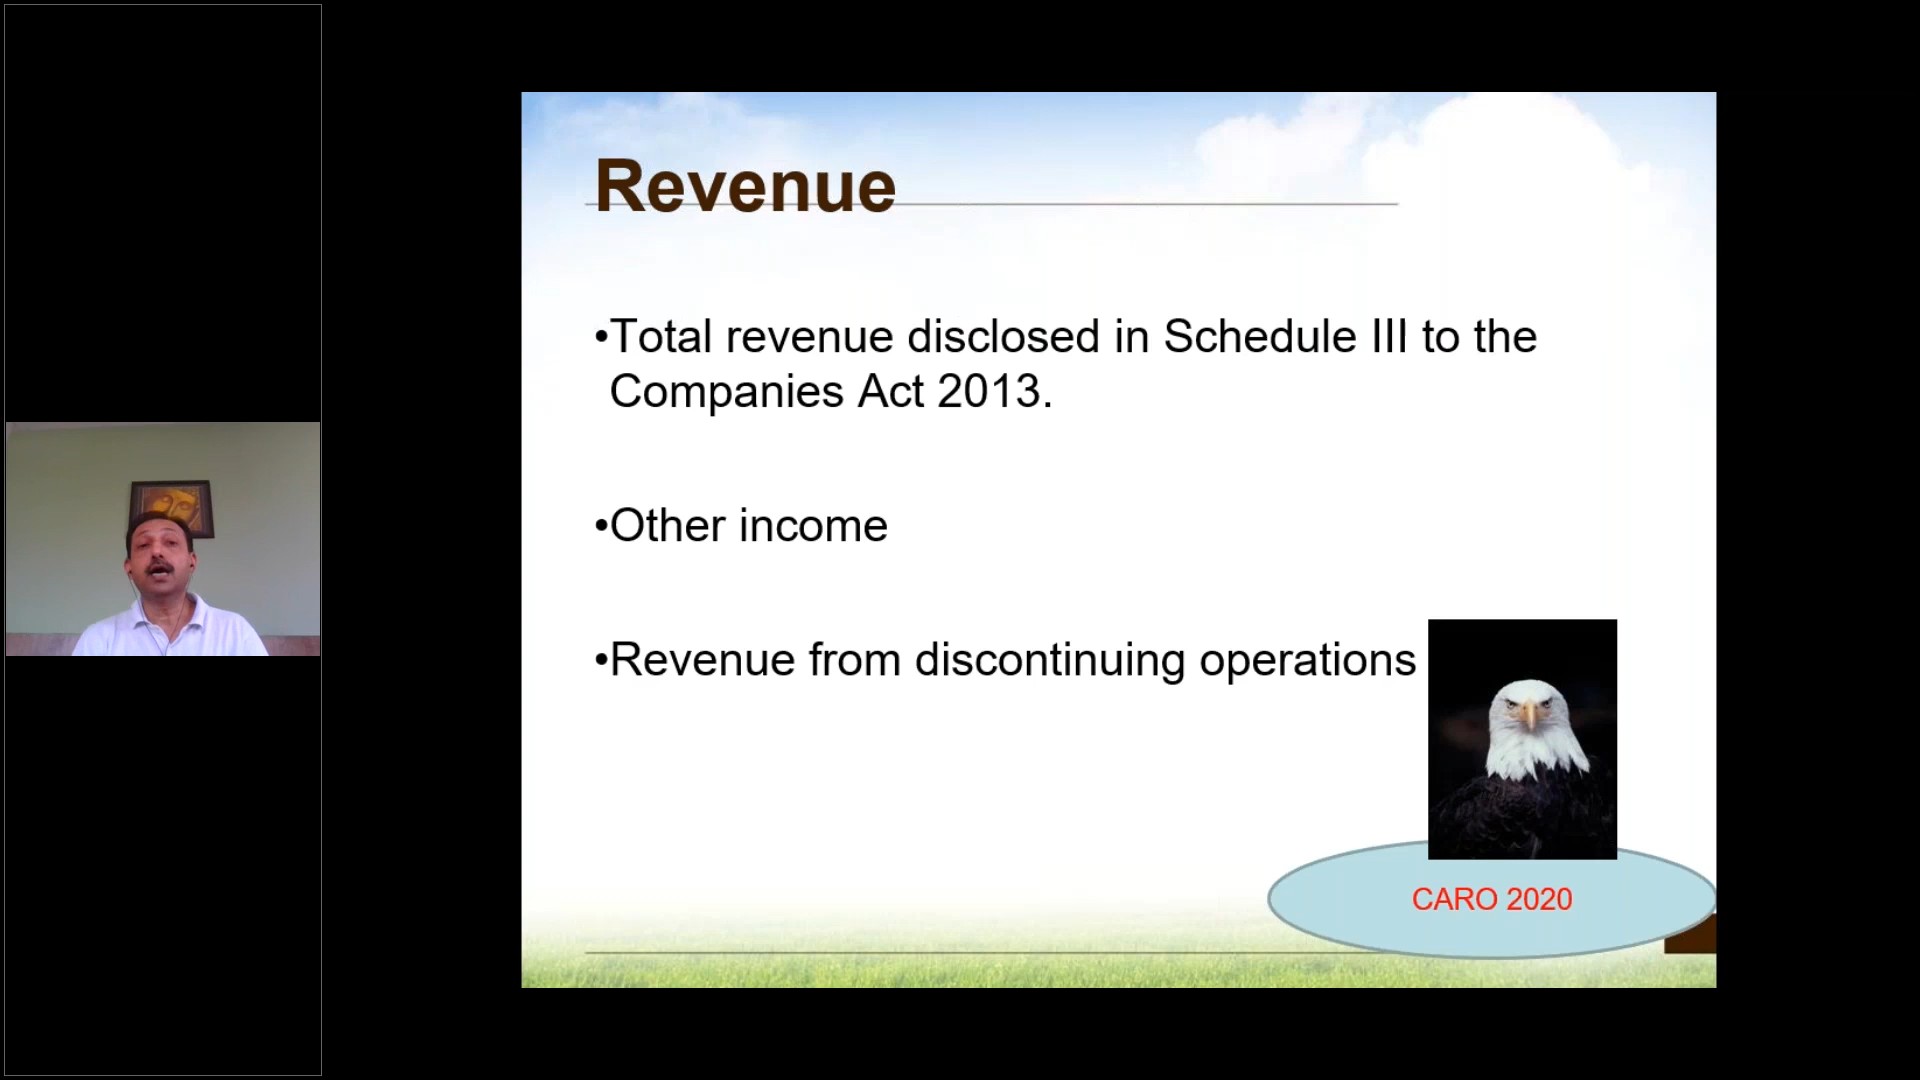 Revenue
•Total revenue disclosed in Schedule III to the
Companies Act 2013.
•Other income
•Revenue from discontinuing operations
CARO 2020